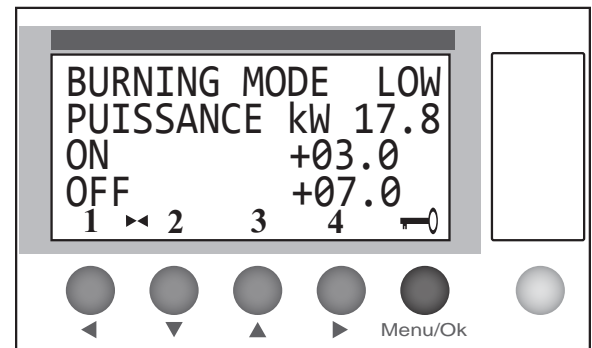 BURNING MODE LOW
PUISSANCE kW 17.8
ON +03.0
OFF +07.0
1 2 3 4
Menu/Ok